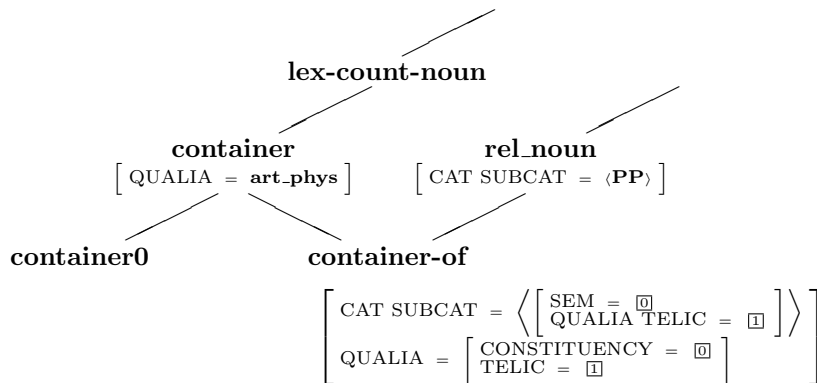 lex-count-noun
container rel_noun
[ QUALIA = art_phys ] [ CAT SUBCAT = ⟨PP⟩ ]
container0 container-of
[ CAT SUBCAT = ⟨ [ SEM = 0
QUALIA TELIC = 1 ] ⟩
QUALIA = [ CONSTITUENCY = 0
TELIC = 1 ] ]